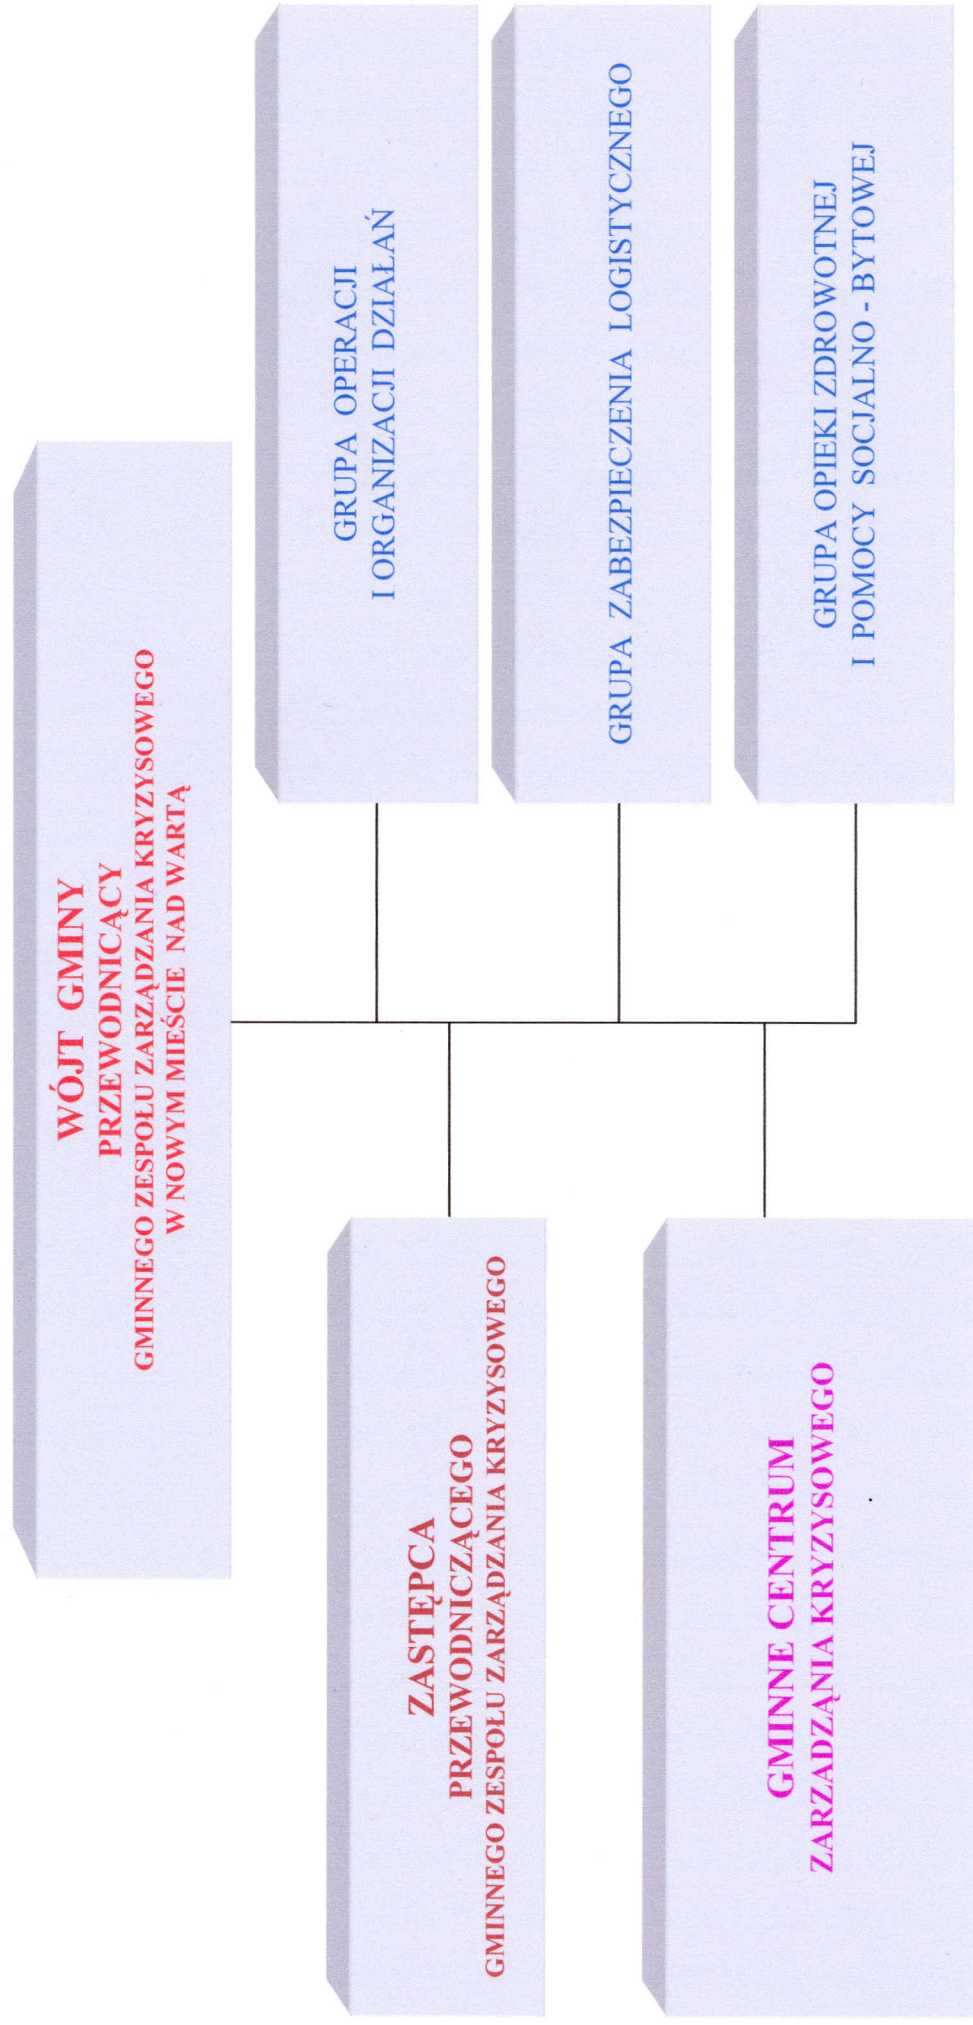 WÓJT GMINY
PRZEWODNICĄCY
GMINNEGO ZESPOŁU ZARZĄDZANIA KRYZYSOWEGO
W NOWYM MIEŚCIE NAD WARTĄ
ZASTĘPCA
PRZEWODNICZĄCEGO
GMINNEGO ZESPOŁU ZARZĄDZANIA KRYZYSOWEGO
GMINNE CENTRUM
ZARZADZĄNIA KRYZYSOWEGO
GRUPA OPERACJI
I ORGANIZACJI DZIAŁAŃ
GRUPA ZABEZPIECZENIA LOGISTYCZNEGO
GRUPA OPIEKI ZDROWOTNEJ
I POMOCY SOCJALNO - BYTOWEJ